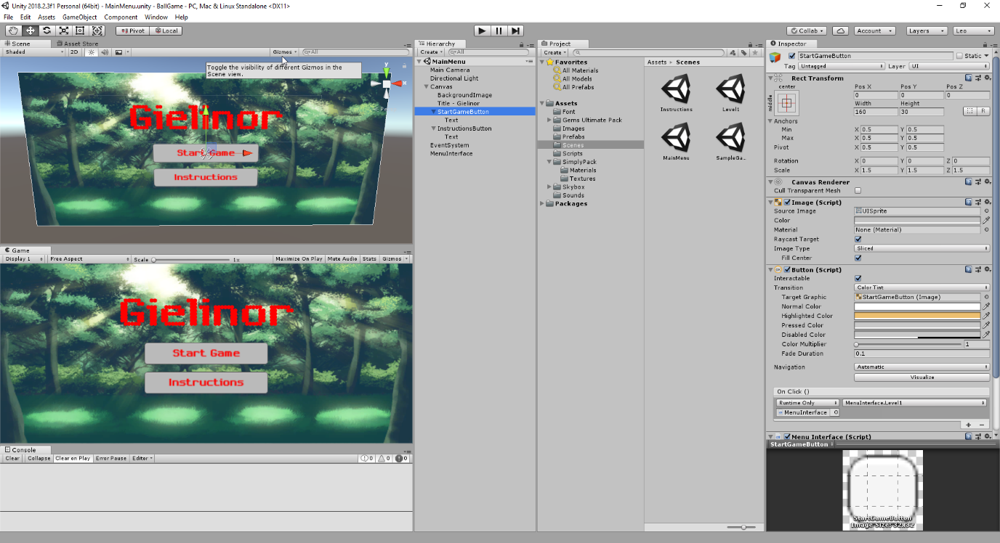 Unity 2018.2.3f1 Personal (64bit) - MainMenu.unity - BallGame - PC, Mac & Linux Standalone <DX11>
File Edit Assets GameObject Component Window Help
Pivot Local
Collab Account Layers Leo
Scene Asset Store
Shaded 2D Gizmos All
Toggle the visibility of different Gizmos in the
Scene view.
y
x
Gielinor
Start Game
Instructions
Game
Display 1 Free Aspect Scale 1x Maximize On Play Mute Audio Stats Gizmos
Gielinor
Start Game
Instructions
Console
Clear Collapse Clear on Play Error Pause Editor 0 0 0
Hierarchy
Create All
MainMenu
Main Camera
Directional Light
Canvas
BackgroundImage
Title - Gielinor
StartGameButton
Text
InstructionsButton
Text
EventSystem
MenuInterface
Project
Create
Favorites
All Materials
All Models
All Prefabs
Assets
Font
Gems Ultimate Pack
Images
Prefabs
Scenes
Scripts
SimplyPack
Materials
Textures
Skybox
Sounds
Packages
Assets Scenes
Instructions Level1
MainMenu SampleGa...
Inspector
StartGameButton Static
Tag Untagged Layer UI
Rect Transform
center Pos X Pos Y Pos Z
middle 0 0 0
Width Height
160 30 R
Anchors
Min X 0.5 Y 0.5
Max X 0.5 Y 0.5
Pivot X 0.5 Y 0.5
Rotation X 0 Y 0 Z 0
Scale X 1.5 Y 1.5 Z 1.5
Canvas Renderer
Cull Transparent Mesh
Image (Script)
Source Image UISprite
Color
Material None (Material)
Raycast Target
Image Type Sliced
Fill Center
Button (Script)
Interactable
Transition Color Tint
Target Graphic StartGameButton (Image)
Normal Color
Highlighted Color
Pressed Color
Disabled Color
Color Multiplier 1
Fade Duration 0.1
Navigation Automatic
Visualize
On Click ()
Runtime Only MenuInterface.Level1
MenuInterface
Menu Interface (Script)
StartGameButton
StartGameButton
Image Size: 32x32